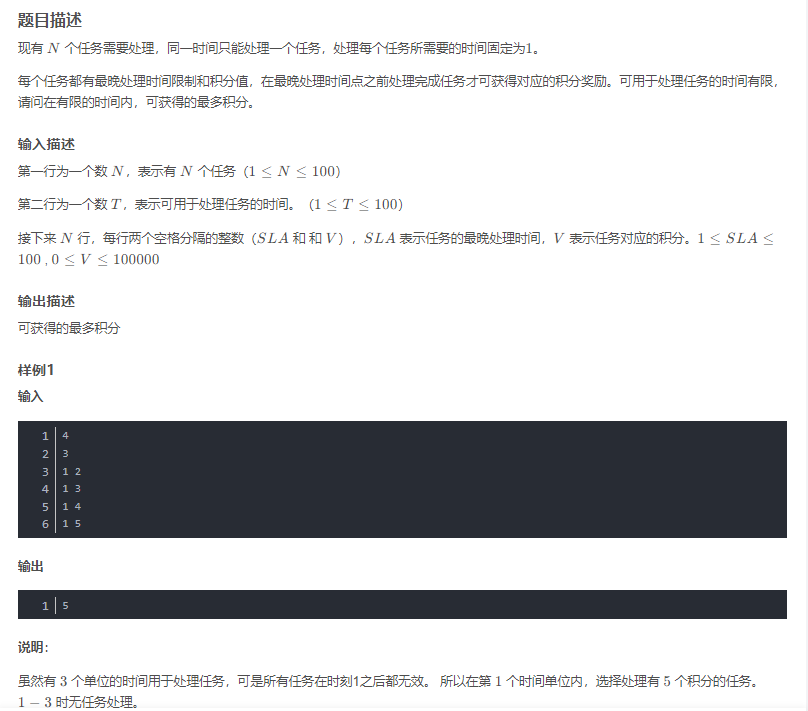 题目描述
现有 N 个任务需要处理，同一时间只能处理一个任务，处理每个任务所需要的时间固定为1。
每个任务都有最晚处理时间限制和积分值，在最晚处理时间点之前处理完成任务才可获得对应的积分奖励。可用于处理任务的时间有限，
请问在有限的时间内，可获得的最多积分。
输入描述
第一行为一个数 N，表示有 N 个任务（1 ≤ N ≤ 100）
第二行为一个数 T，表示可用于处理任务的时间。（1 ≤ T ≤ 100）
接下来 N 行，每行两个空格分隔的整数（SLA 和 和 V），SLA 表示任务的最晚处理时间，V 表示任务对应的积分。1 ≤ SLA ≤
100 , 0 ≤ V ≤ 100000
输出描述
可获得的最多积分
样例1
输入
1 4
2 3
3 1 2
4 1 3
5 1 4
6 1 5
输出
1 5
说明：
虽然有 3 个单位的时间用于处理任务，可是所有任务在时刻1之后都无效。 所以在第 1 个时间单位内，选择处理有 5 个积分的任务。
1 − 3 时无任务处理。